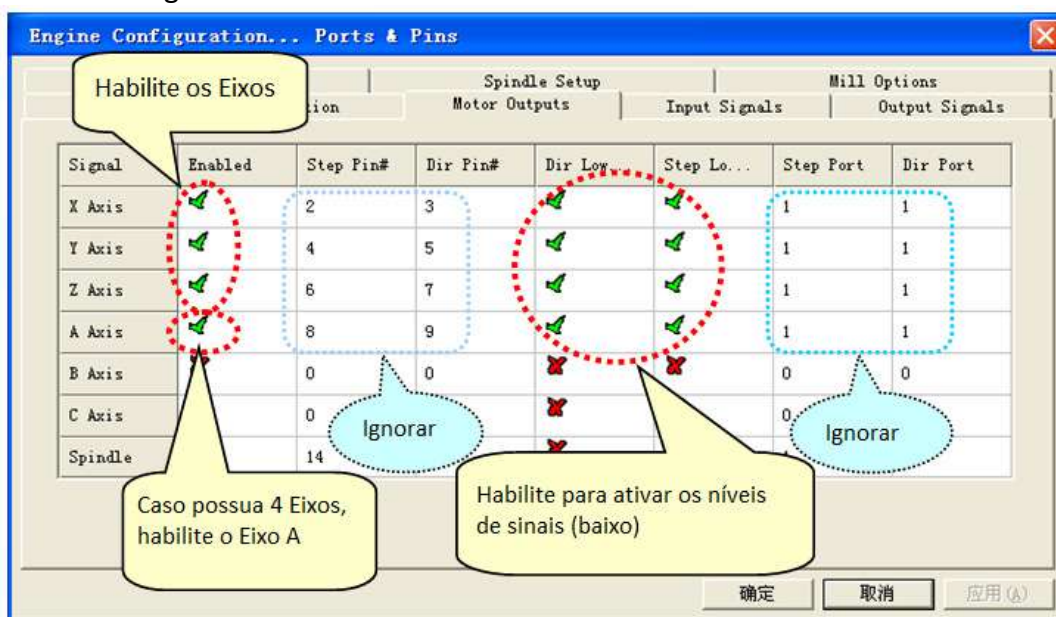 Engine Configuration... Ports & Pins
Habilite os Eixos
Spindle Setup
Mill Options
Motor Outputs
Input Signals
Output Signals
Signal Enabled Step Pin# Dir Pin# Dir Low... Step Lo... Step Port Dir Port
X Axis 2 3 1 1
Y Axis 4 5 1 1
Z Axis 6 7 1 1
A Axis 8 9 1 1
B Axis 0 0 0 0
C Axis 0 0
Spindle 14
Ignorar
Ignorar
Caso possua 4 Eixos,
habilite o Eixo A
Habilite para ativar os níveis
de sinais (baixo)
确定 取消 应用(A)